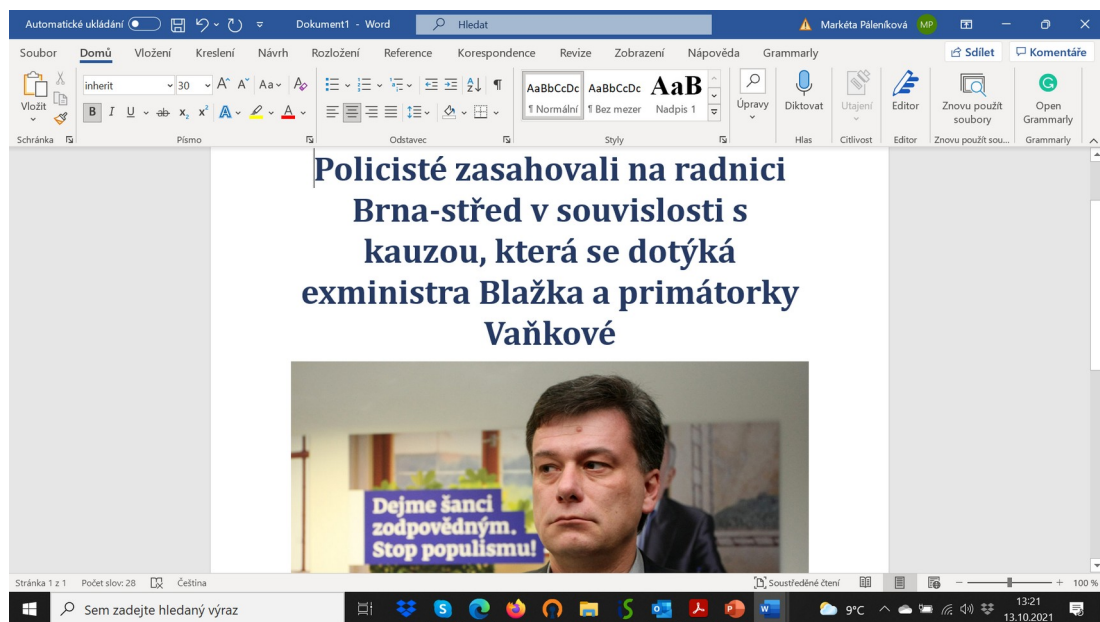 Automatické ukládání Dokument1 - Word Hledat Markéta Páleníková MP
Soubor Domů Vložení Kreslení Návrh Rozložení Reference Korespondence Revize Zobrazení Nápověda Grammarly Sdílet Komentáře
inherit 30 A^ A˅ Aa AaBbCcDc AaBbCcDc AaB
Vložit B I U ab x₂ x² A A ¶ Normální ¶ Bez mezer Nadpis 1 Úpravy Diktovat Utajení Editor Znovu použít soubory Open Grammarly
Schránka Písmo Odstavec Styly Hlas Citlivost Editor Znovu použít sou... Grammarly
Policisté zasahovali na radnici
Brna-střed v souvislosti s
kauzou, která se dotýká
exministra Blažka a primátorky
Vaňkové
Dejme šanci
zodpovědným.
Stop populismu!
Stránka 1 z 1 Počet slov: 28 Čeština Soustředěné čtení 100 %
Sem zadejte hledaný výraz 9°C 13:21
13.10.2021